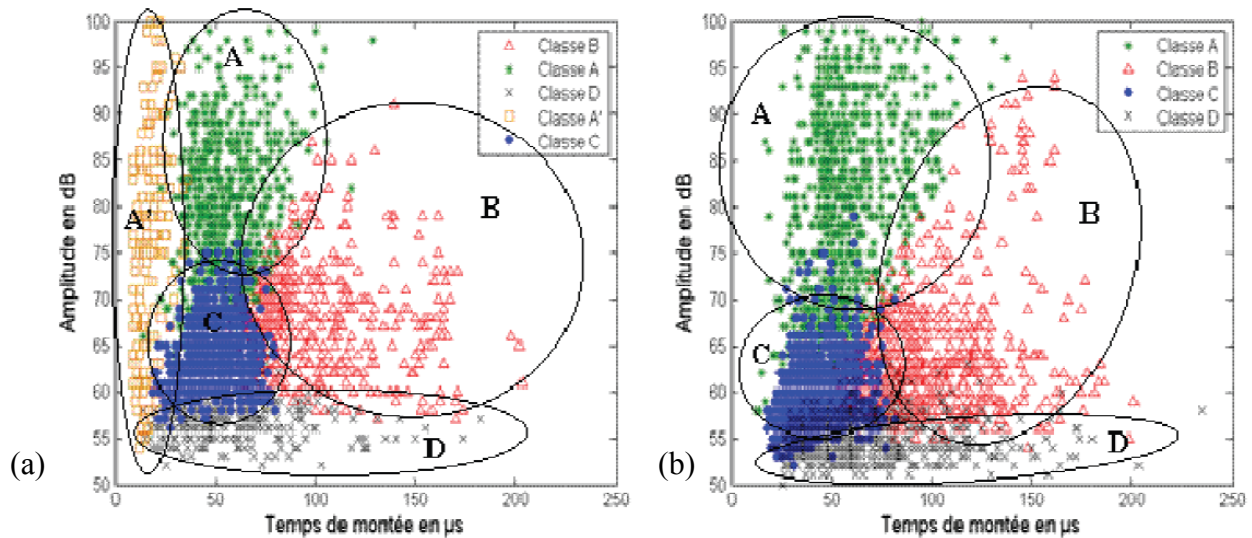 (a)
Amplitude en dB
100
95
90
85
80
75
70
65
60
55
50
0
50
100
150
200
250
Temps de montée en µs
Classe B
Classe A
Classe D
Classe A'
Classe C
A
A'
B
C
D
(b)
Amplitude en dB
100
95
90
85
80
75
70
65
60
55
50
0
50
100
150
200
250
Temps de montée en µs
Classe A
Classe B
Classe C
Classe D
A
B
C
D